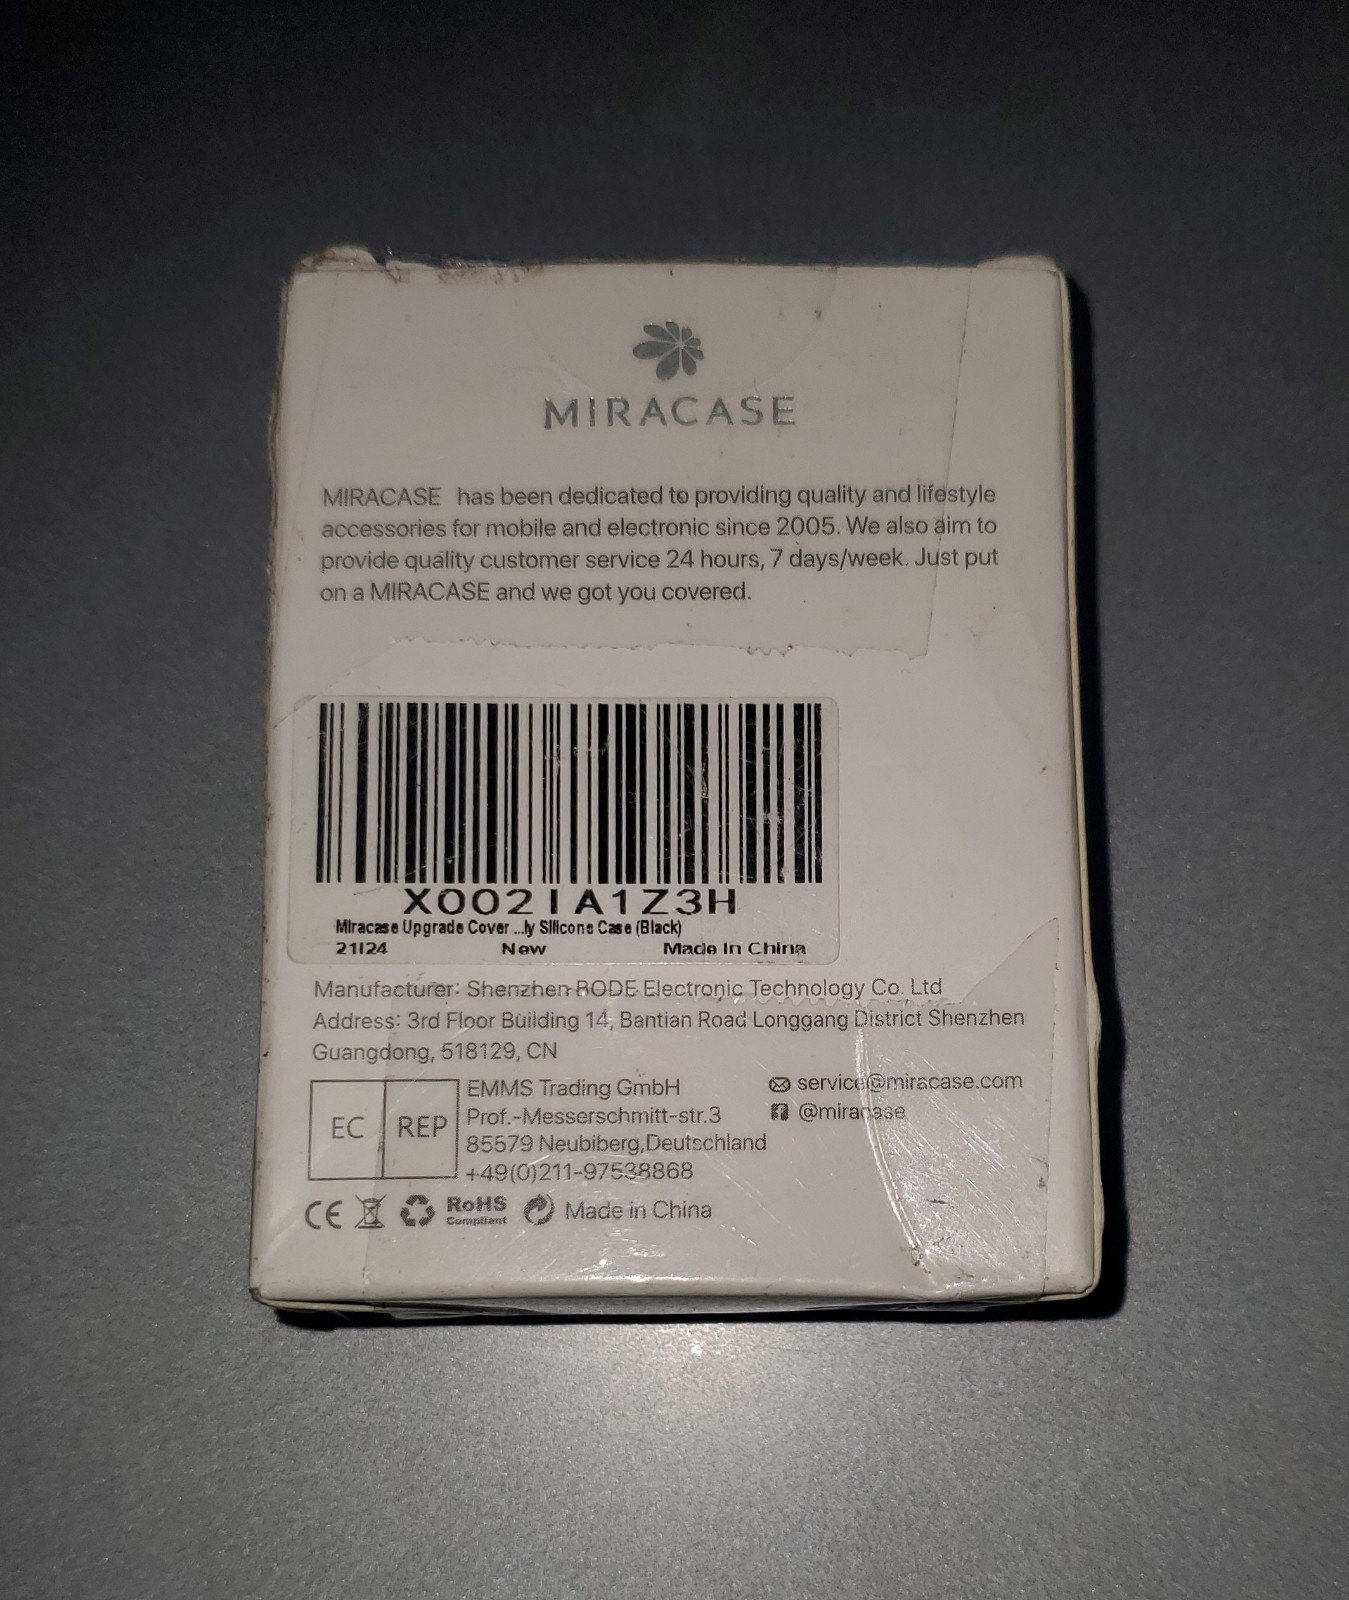 MIRACASE
MIRACASE has been dedicated to providing quality and lifestyle
accessories for mobile and electronic since 2005. We also aim to
provide quality customer service 24 hours, 7 days/week. Just put
on a MIRACASE and we got you covered.
X002IA1Z3H
Miracase Upgrade Cover ...ly Silicone Case (Black)
21I24 New Made In China
Manufacturer: Shenzhen BODE Electronic Technology Co. Ltd
Address: 3rd Floor Building 14, Bantian Road Longgang District Shenzhen
Guangdong, 518129, CN
EC REP
EMMS Trading GmbH
Prof.-Messerschmitt-str.3
85579 Neubiberg,Deutschland
+49(0)211-97538868
service@miracase.com
@miracase
CE RoHS Compliant Made in China